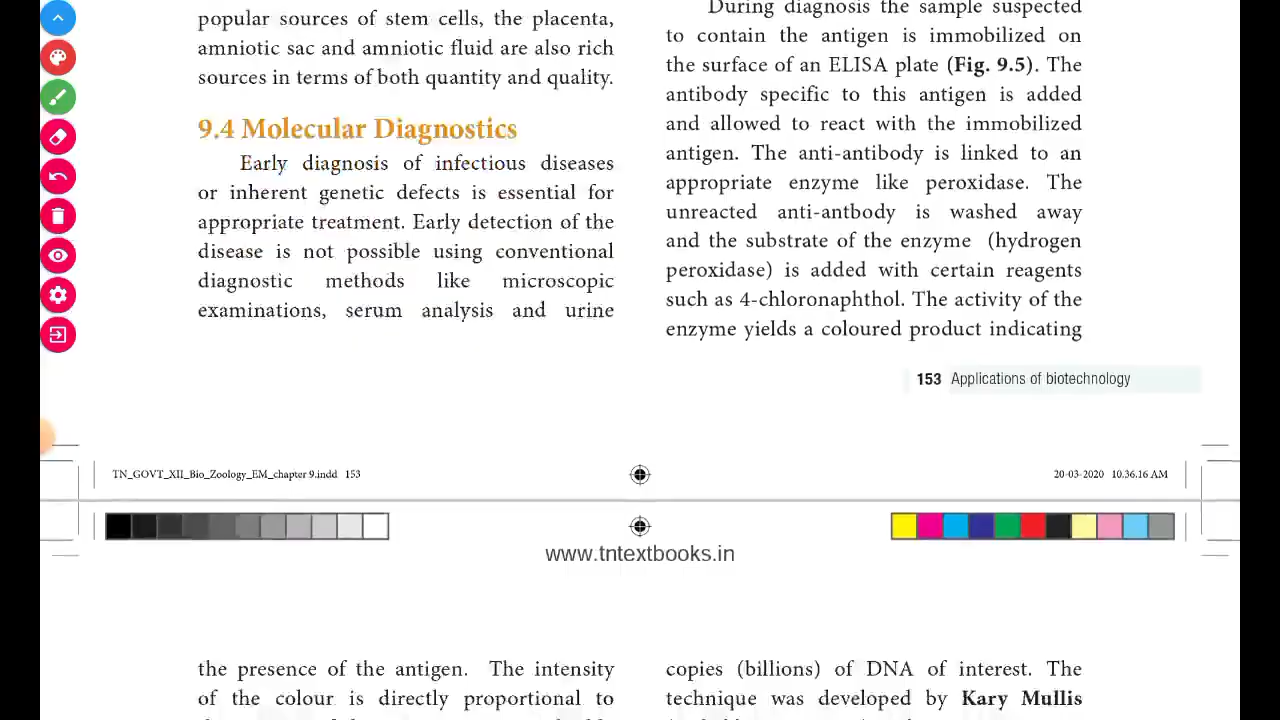 popular sources of stem cells, the placenta,
amniotic sac and amniotic fluid are also rich
sources in terms of both quantity and quality.
9.4 Molecular Diagnostics
Early diagnosis of infectious diseases
or inherent genetic defects is essential for
appropriate treatment. Early detection of the
disease is not possible using conventional
diagnostic methods like microscopic
examinations, serum analysis and urine
During diagnosis the sample suspected
to contain the antigen is immobilized on
the surface of an ELISA plate (Fig. 9.5). The
antibody specific to this antigen is added
and allowed to react with the immobilized
antigen. The anti-antibody is linked to an
appropriate enzyme like peroxidase. The
unreacted anti-antbody is washed away
and the substrate of the enzyme (hydrogen
peroxidase) is added with certain reagents
such as 4-chloronaphthol. The activity of the
enzyme yields a coloured product indicating
153 Applications of biotechnology
TN_GOVT_XII_Bio_Zoology_EM_chapter 9.indd 153
20-03-2020 10.36.16 AM
www.tntextbooks.in
the presence of the antigen. The intensity
of the colour is directly proportional to
copies (billions) of DNA of interest. The
technique was developed by Kary Mullis